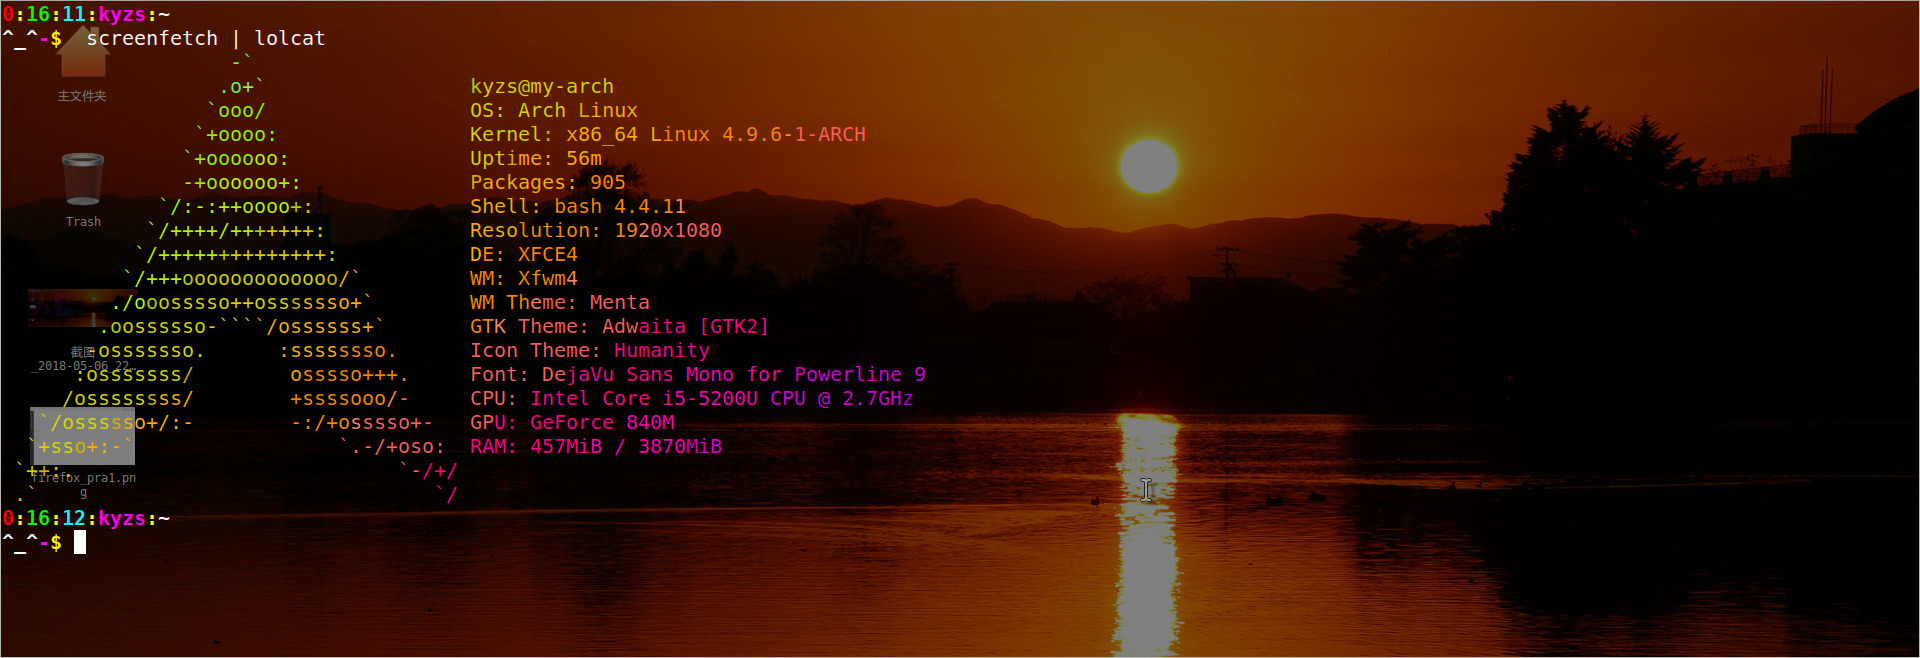 0:16:11:kyzs:~
^_^-$  screenfetch | lolcat
-`
.o+`                 kyzs@my-arch
`ooo/                 OS: Arch Linux
`+oooo:                Kernel: x86_64 Linux 4.9.6-1-ARCH
`+oooooo:               Uptime: 56m
-+oooooo+:              Packages: 905
`/:-:++oooo+:             Shell: bash 4.4.11
`/++++/+++++++:            Resolution: 1920x1080
`/++++++++++++++:           DE: XFCE4
`/+++ooooooooooooo/`         WM: Xfwm4
./ooosssso++osssssso+`        WM Theme: Menta
.oossssso-````/ossssss+`       GTK Theme: Adwaita [GTK2]
-osssssso.      :ssssssso.      Icon Theme: Humanity
:osssssss/        osssso+++.     Font: DejaVu Sans Mono for Powerline 9
/ossssssss/        +ssssooo/-     CPU: Intel Core i5-5200U CPU @ 2.7GHz
`/ossssso+/:-        -:/+osssso+-   GPU: GeForce 840M
`+sso+:-`                 `.-/+oso:  RAM: 457MiB / 3870MiB
`++:.                           `-/+/
.`                                 `/
0:16:12:kyzs:~
^_^-$
主文件夹
Trash
截图
_2018-05-06_22…
firefox_pra1.pn
g